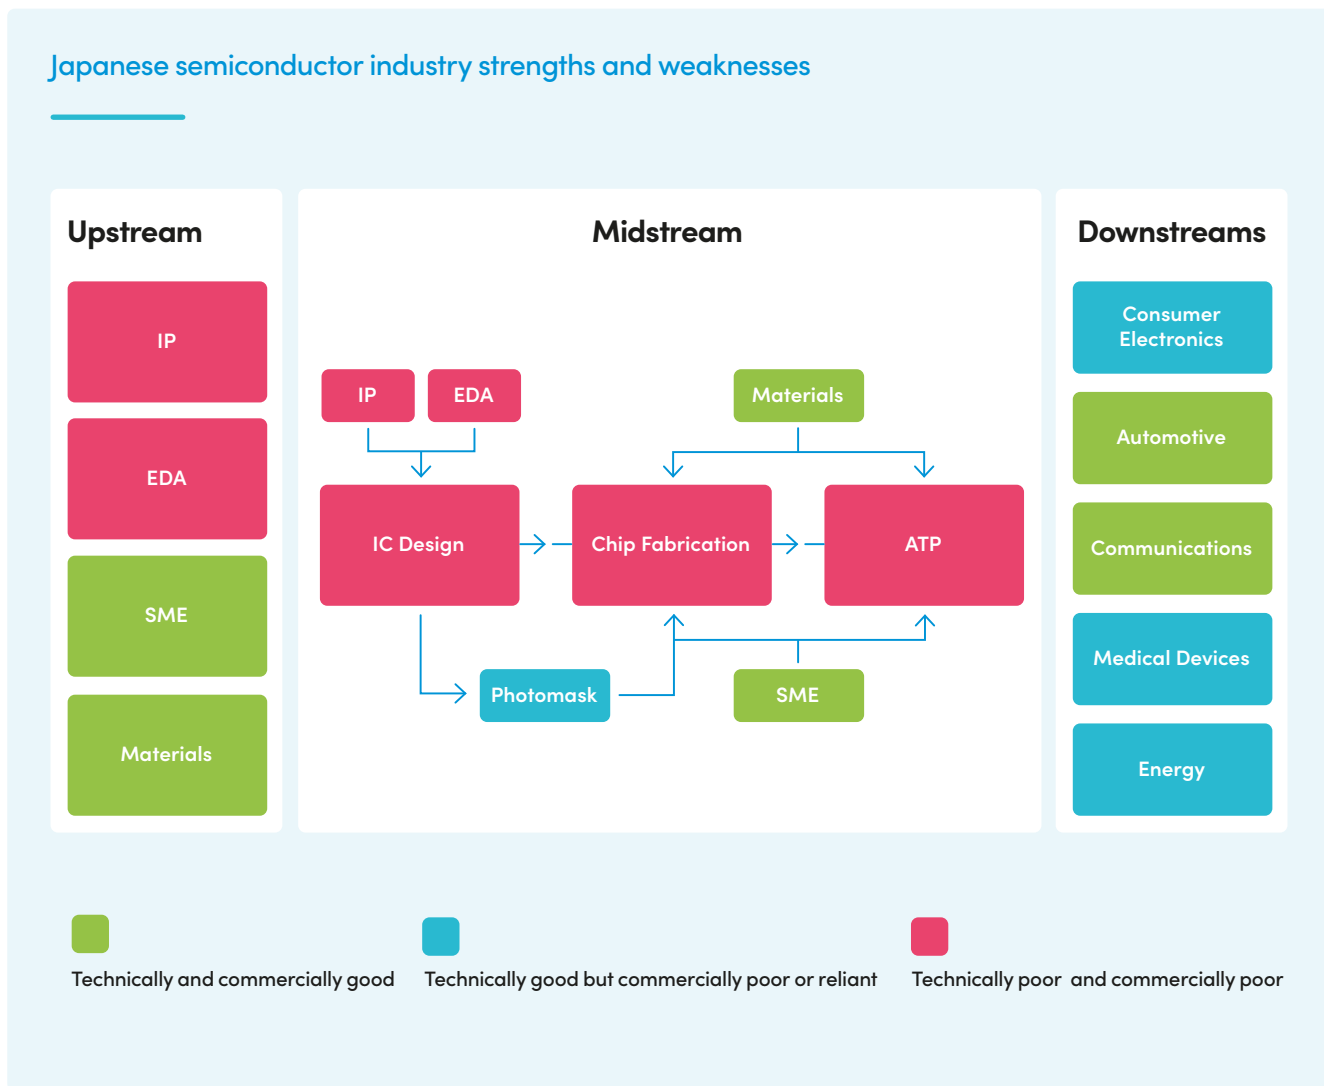 Japanese semiconductor industry strengths and weaknesses
Upstream
IP
EDA
SME
Materials
Midstream
IP
EDA
Materials
IC Design
Chip Fabrication
ATP
Photomask
SME
Downstreams
Consumer
Electronics
Automotive
Communications
Medical Devices
Energy
Technically and commercially good
Technically good but commercially poor or reliant
Technically poor and commercially poor